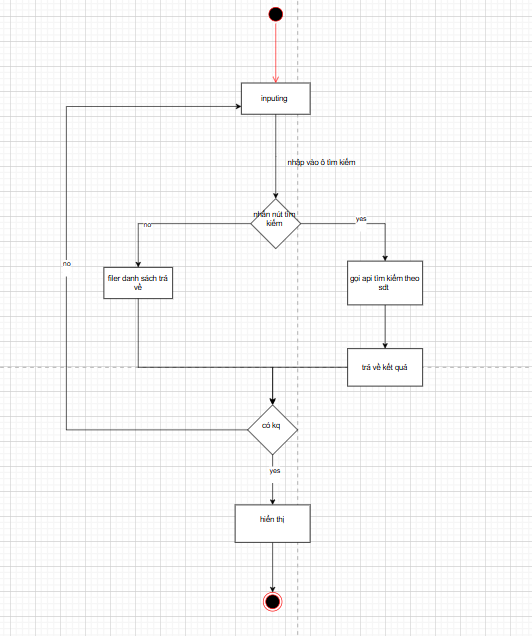 inputing
nhập vào ô tìm kiếm
nhấn nút tìm
kiếm
no
yes
no
filer danh sách trả
về
gọi api tìm kiếm theo
sdt
trả về kết quả
có kq
yes
hiển thị